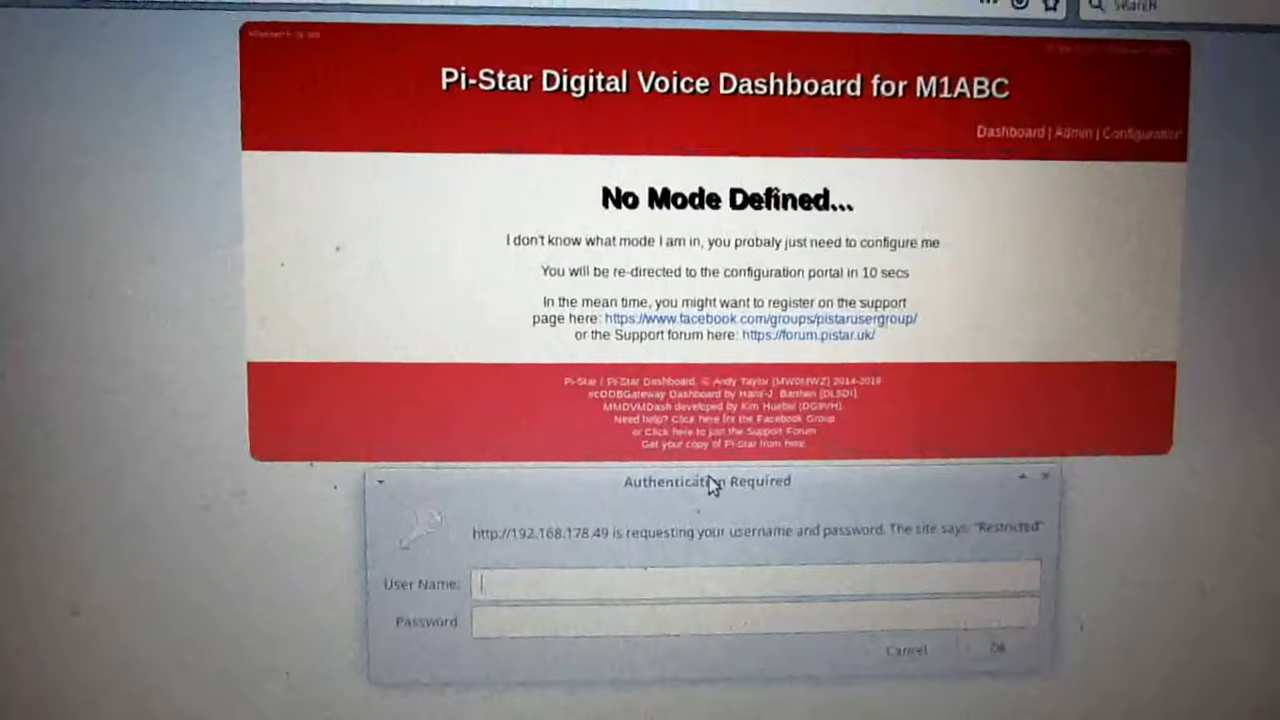 Search
Pi-Star Digital Voice Dashboard for M1ABC
Dashboard | Admin | Configuration
No Mode Defined...
I don't know what mode I am in, you probaly just need to configure me
You will be re-directed to the configuration portal in 10 secs
In the mean time, you might want to register on the support
page here: https://www.facebook.com/groups/pistarusergroup/
or the Support forum here: https://forum.pistar.uk/
Pi-Star / Pi-Star Dashboard, © Andy Taylor (MW0MWZ) 2014-2019
ircDDBGateway Dashboard by Hans-J. Barthen (DL5DI),
MMDVMDash developed by Kim Huebel (DG9VH),
Need help? Click here for the Facebook Group
or Click here to join the Support Forum
Get your copy of Pi-Star from here.
Authentication Required
http://192.168.178.49 is requesting your username and password. The site says: "Restricted"
User Name:
Password
Cancel
OK